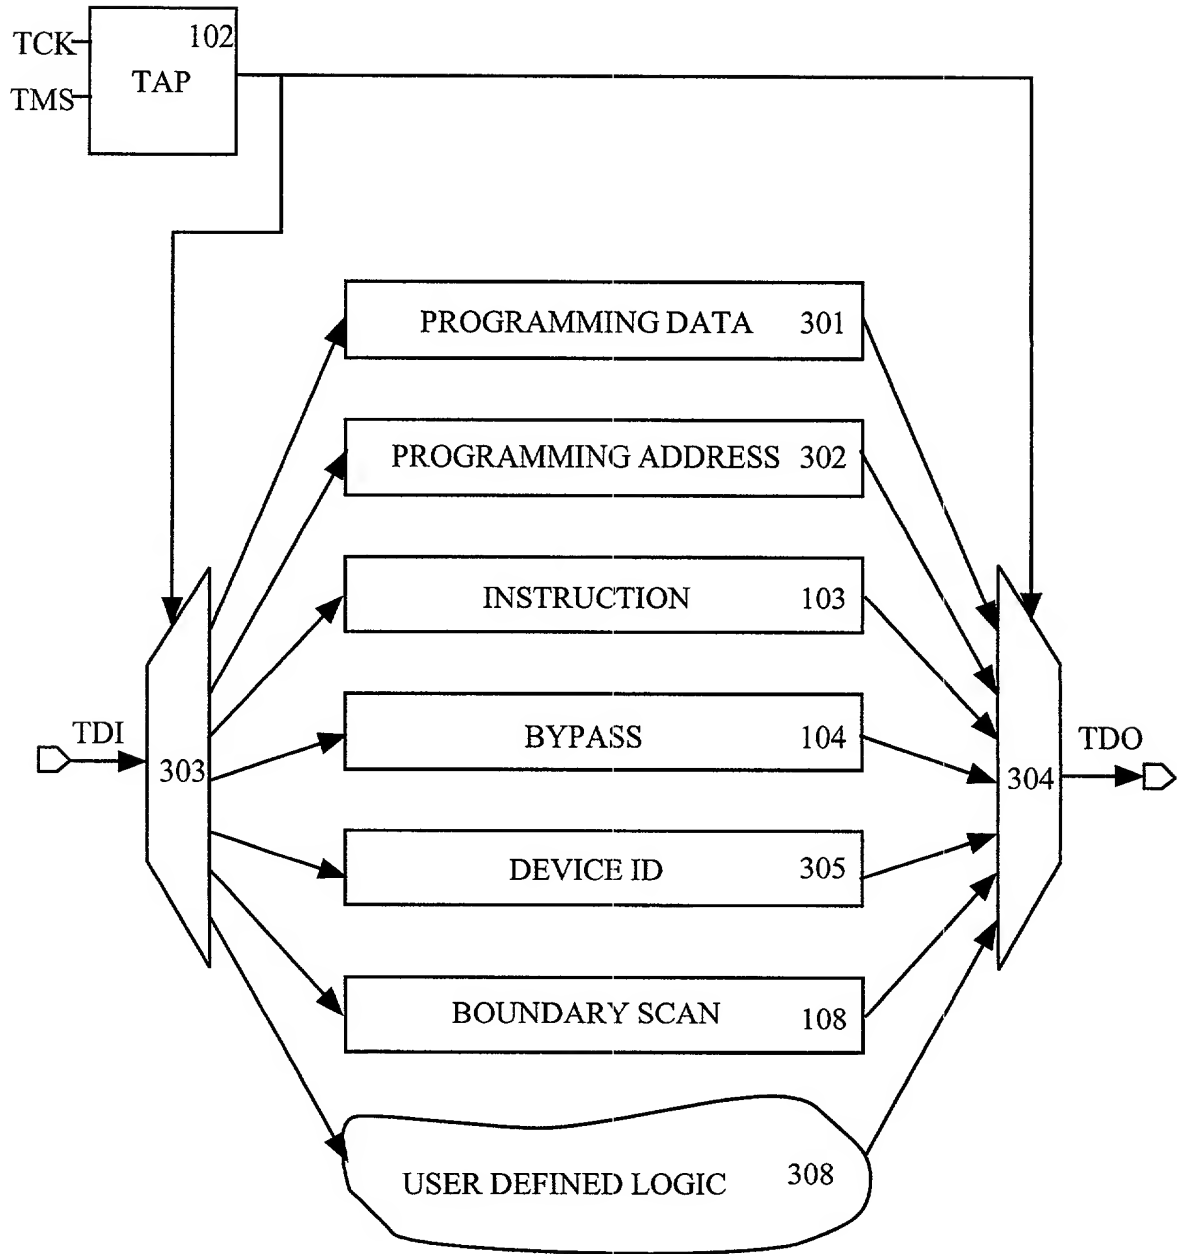 TCK
102
TAP
TMS
PROGRAMMING DATA 301
PROGRAMMING ADDRESS 302
INSTRUCTION 103
TDI
303
BYPASS 104
304
TDO
DEVICE ID 305
BOUNDARY SCAN 108
USER DEFINED LOGIC 308